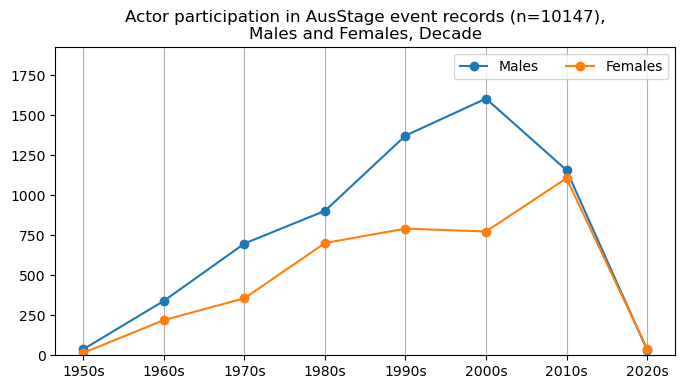 Actor participation in AusStage event records (n=10147),
Males and Females, Decade
Males
Females
1750
1500
1250
1000
750
500
250
0
1950s 1960s 1970s 1980s 1990s 2000s 2010s 2020s